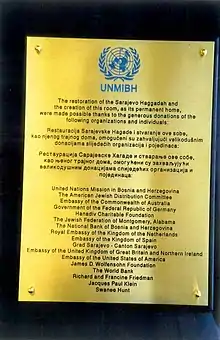 UNMIBH
The restoration of the Sarajevo Haggadah and
the creation of this room, as its permanent home,
were made possible thanks to the generous donations of the
following organizations and individuals:
Restauracija Sarajevske Hagade i stvaranje ove sobe,
kao njenog trajnog doma, omogućeni su zahvaljujući velikodušnim
donacijama slijedećih organizacija i pojedinaca:
Рестаурација Сарајевске Хагаде и стварање ове собе,
као њеног трајног дома, омогућени су захваљујући
великодушним донацијама слиједећих организација и
појединаца:
United Nations Mission in Bosnia and Herzegovina
The American Jewish Distribution Committee
Embassy of the Commonwealth of Australia
Government of the Federal Republic of Germany
Hanadiv Charitable Foundation
The Jewish Federation of Montgomery, Alabama
The National Bank of Bosnia and Herzegovina
Royal Embassy of the Kingdom of the Netherlands
Embassy of the Kingdom of Spain
Grad Sarajevo - Canton Sarajevo
Embassy of the United Kingdom of Great Britain and Northern Ireland
Embassy of the United States of America
James D. Wolfensohn Foundation
The World Bank
Richard and Francine Friedman
Jacques Paul Klein
Swanee Hunt